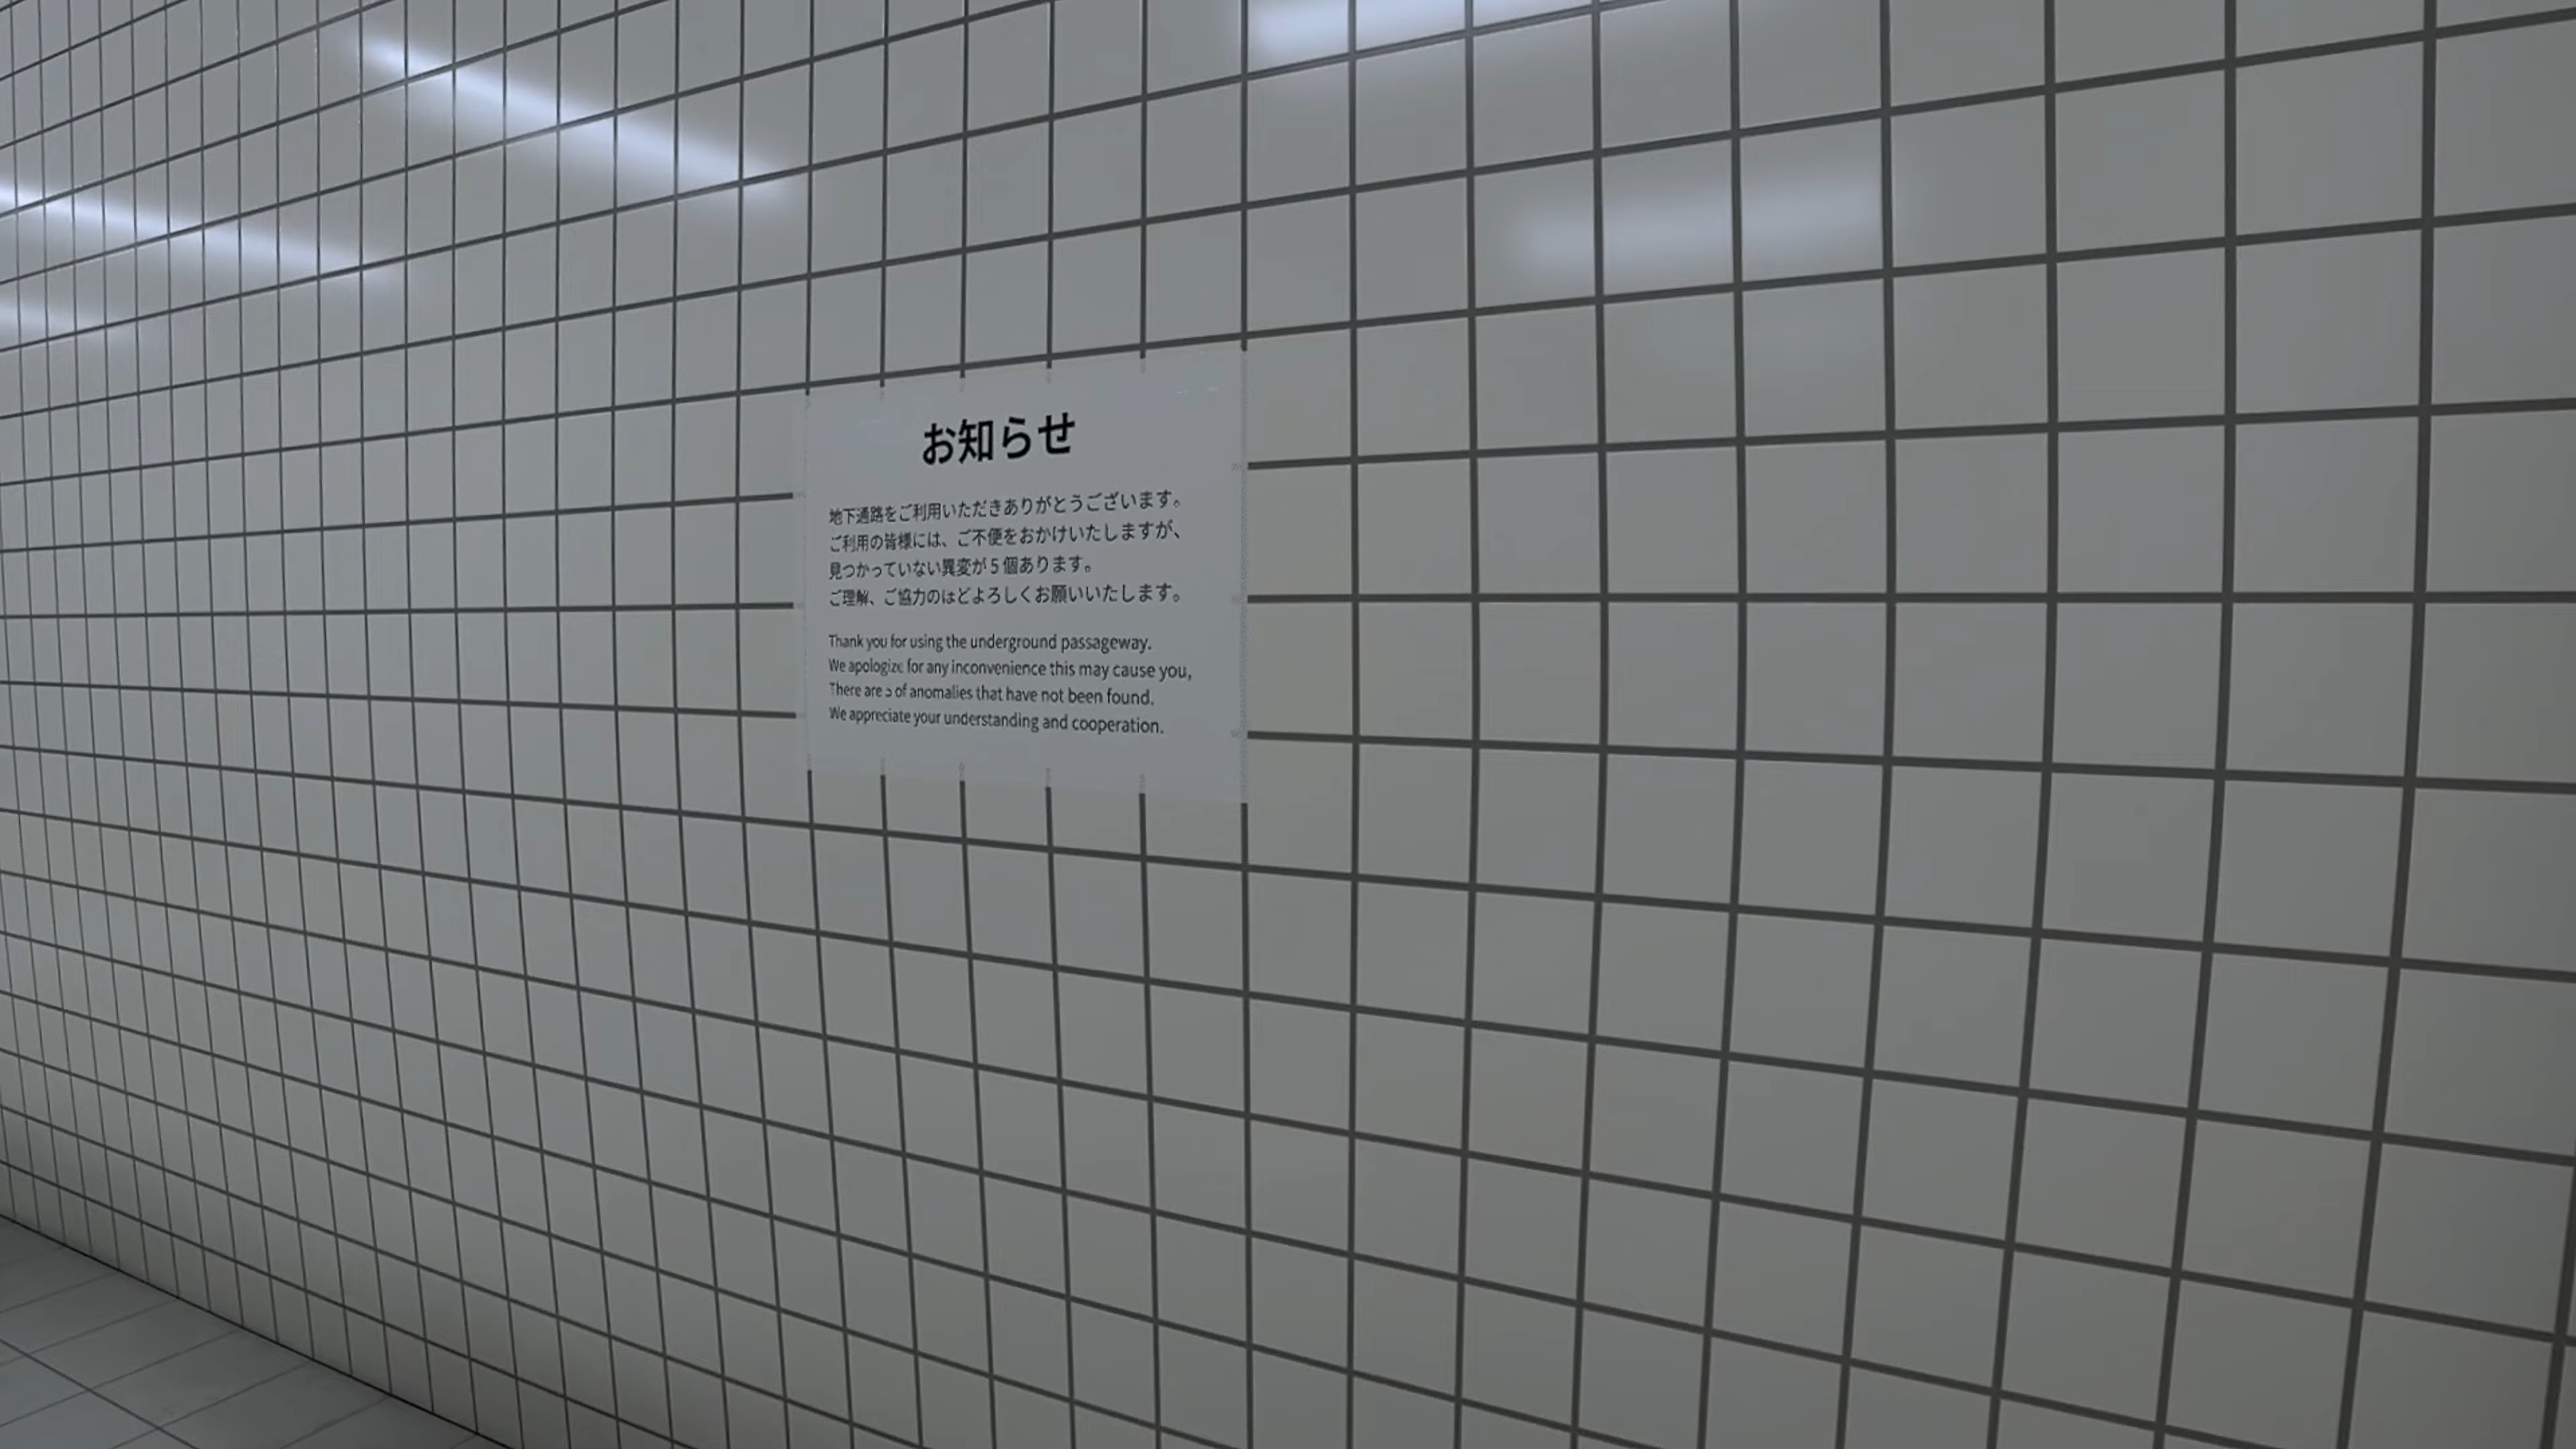 お知らせ
地下通路をご利用いただきありがとうございます。
ご利用の皆様には、ご不便をおかけいたしますが、
見つかっていない異変が5個あります。
ご理解、ご協力のほどよろしくお願いいたします。
Thank you for using the underground passageway.
We apologize for any inconvenience this may cause you,
There are 5 of anomalies that have not been found.
We appreciate your understanding and cooperation.